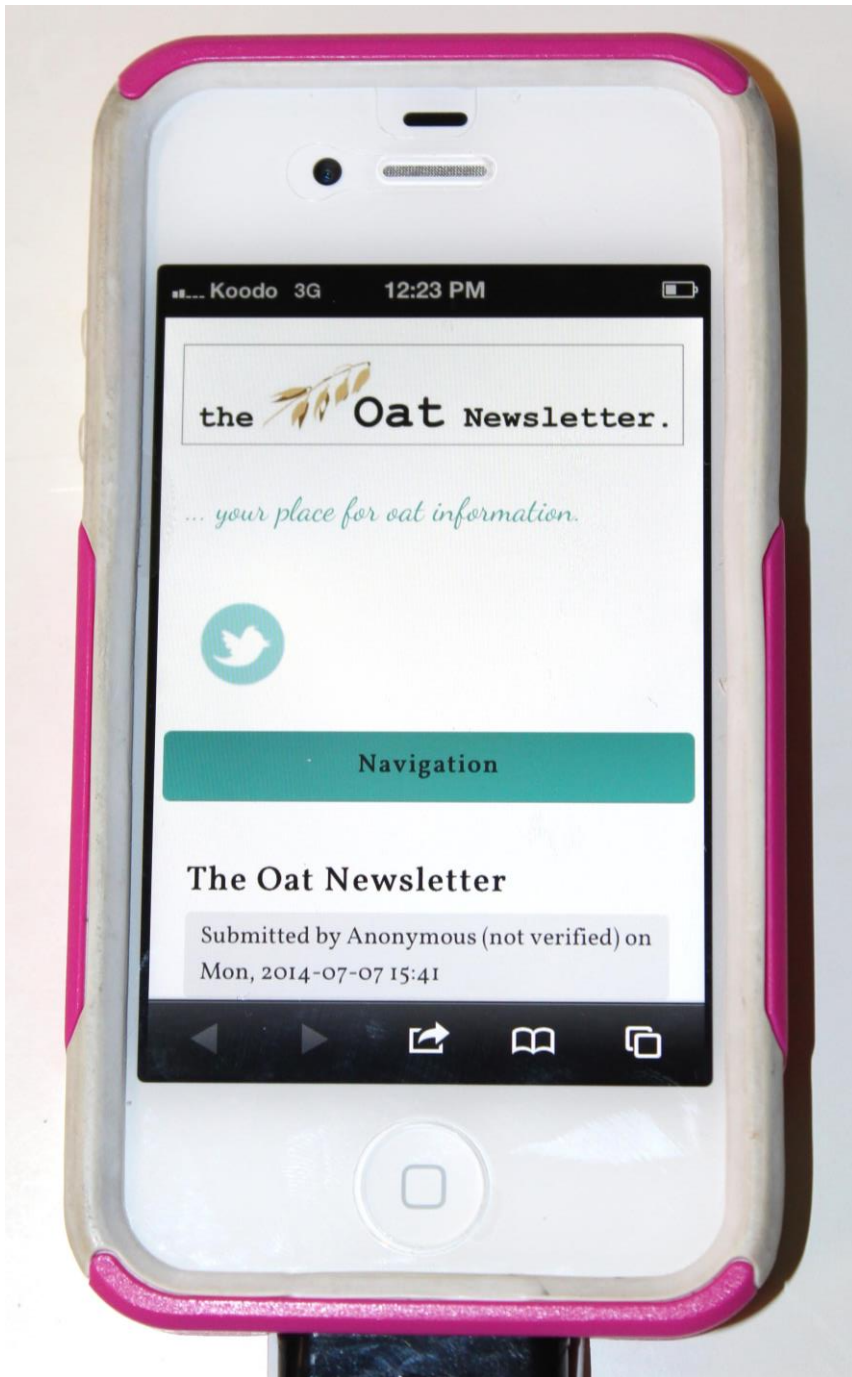 Koodo 3G 12:23 PM
the Oat Newsletter.
... your place for oat information.
Navigation
The Oat Newsletter
Submitted by Anonymous (not verified) on
Mon, 2014-07-07 15:41